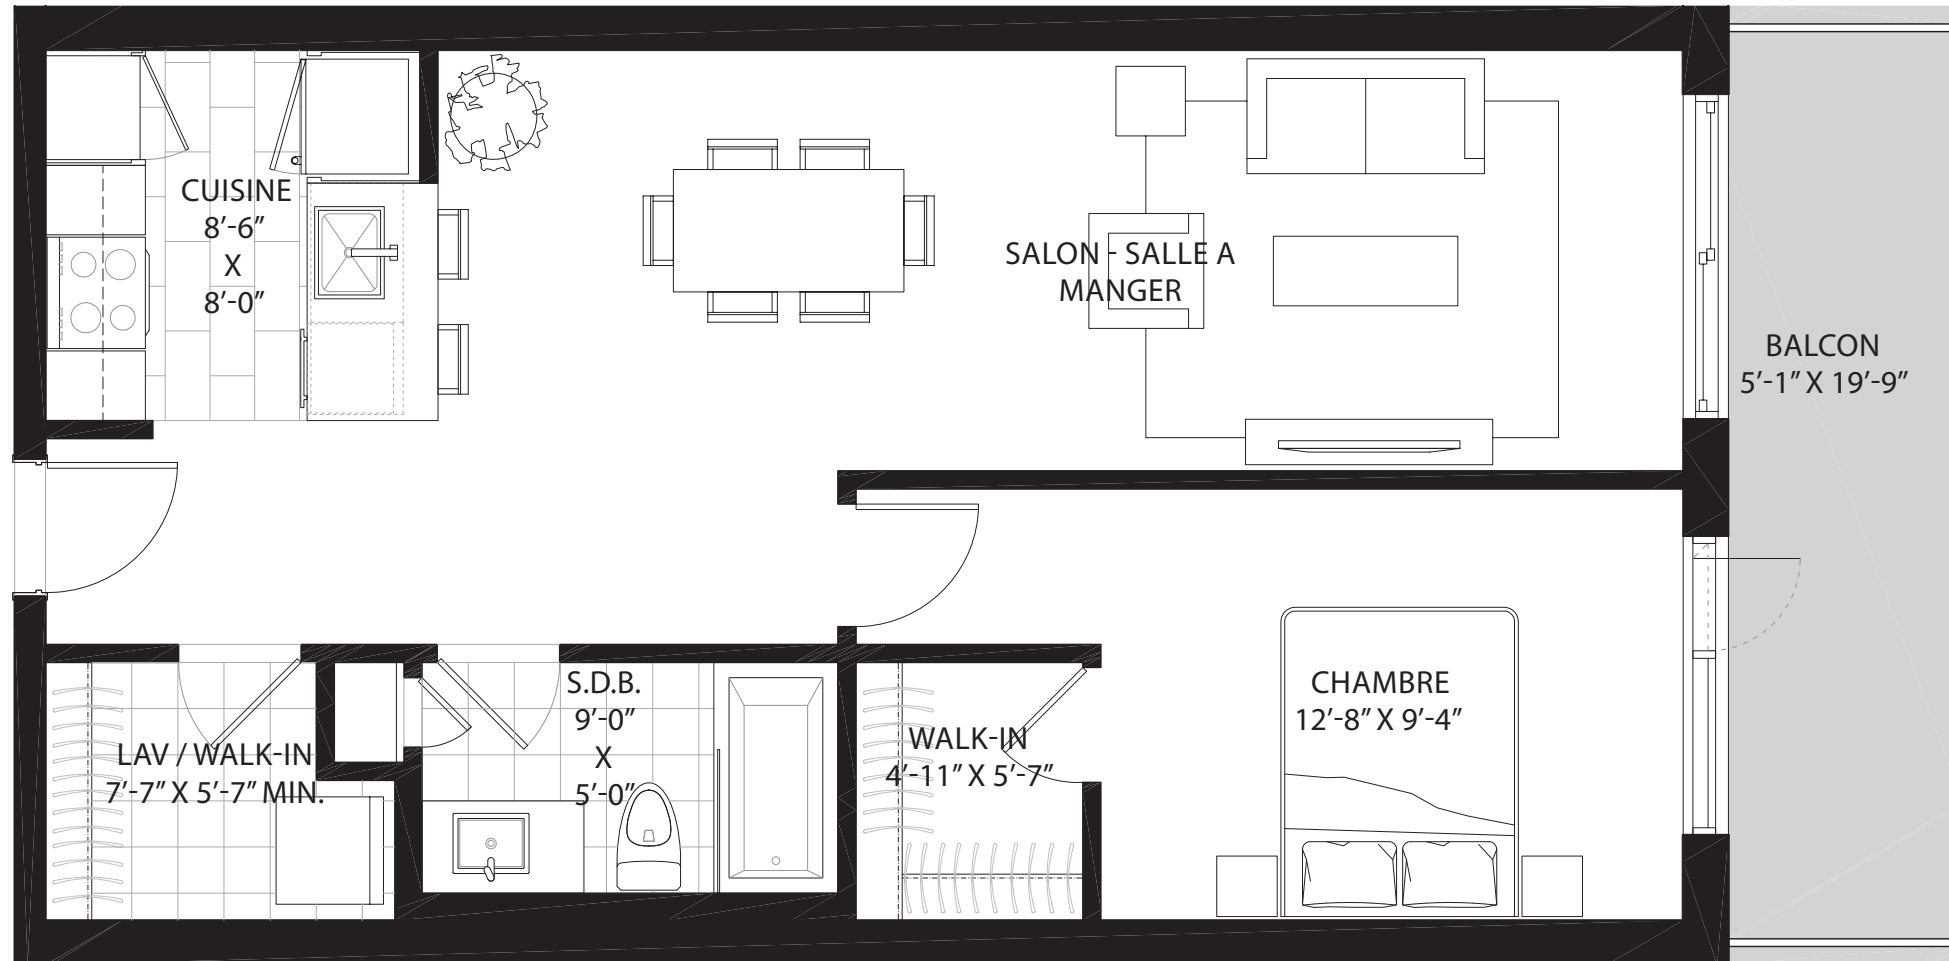 CUISINE
8’-6”
X
8’-0”
SALON - SALLE A
MANGER
BALCON
5’-1” X 19’-9”
S.D.B.
9’-0”
X
5’-0”
LAV / WALK-IN
7’-7” X 5’-7” MIN.
WALK-IN
4’-11” X 5’-7”
CHAMBRE
12’-8” X 9’-4”